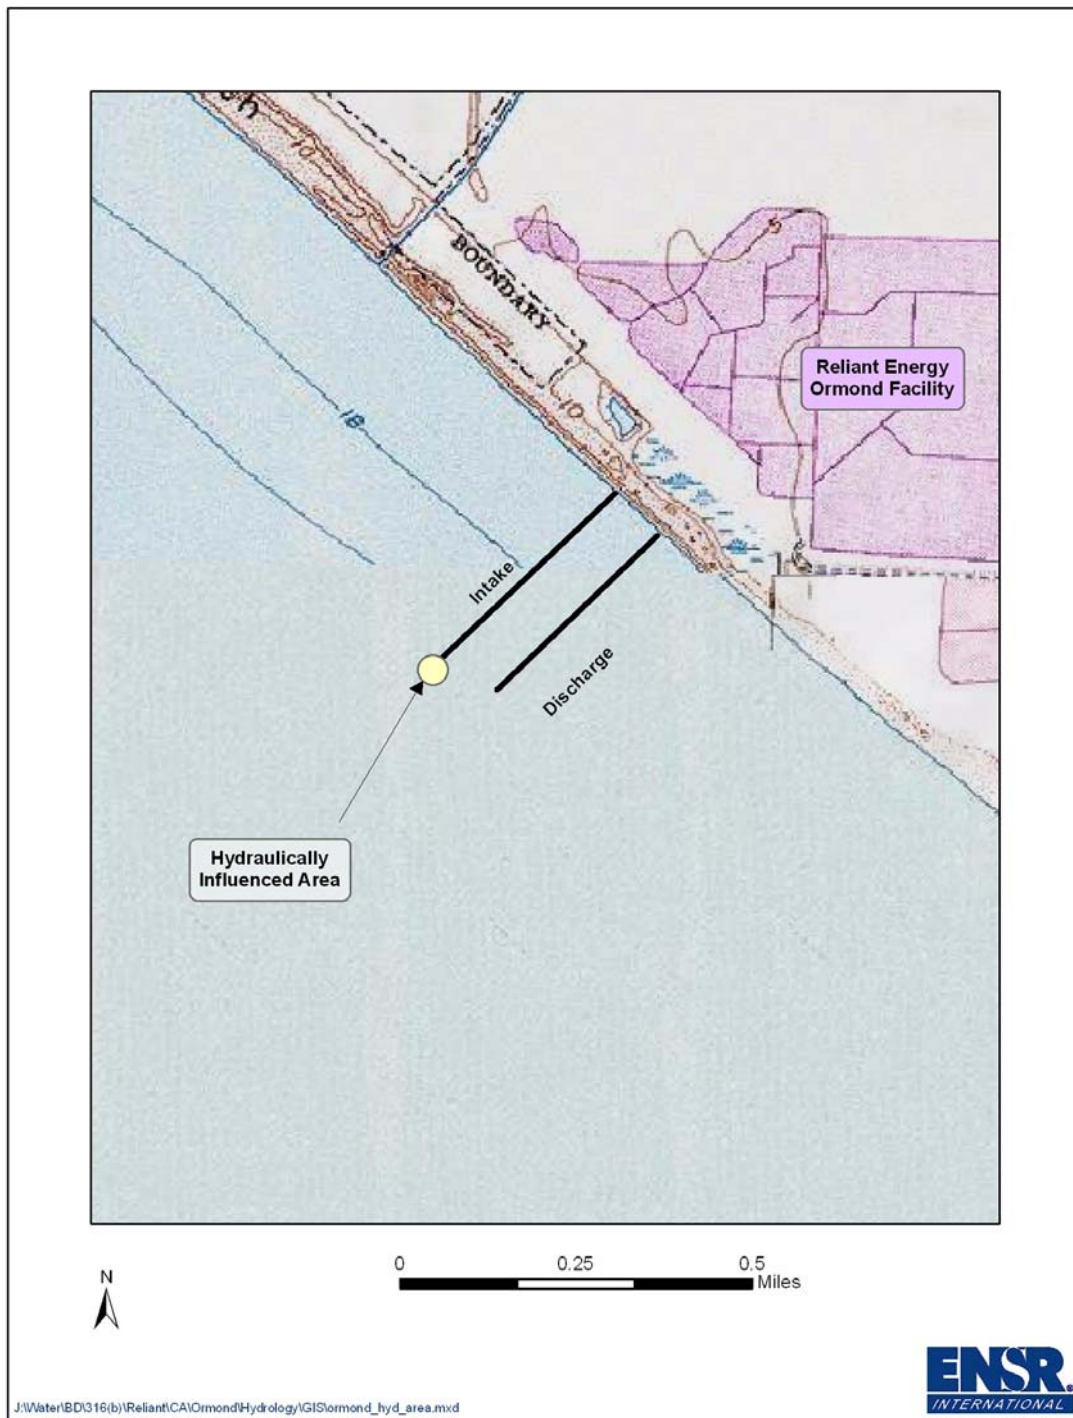 10
5
BOUNDARY
Reliant Energy
Ormond Facility
10
18
Intake
Discharge
Hydraulically
Influenced Area
0 0.25 0.5
Miles
N
ENSR
INTERNATIONAL
J:\Water\BD\316(b)\Reliant\CA\Ormond\Hydrology\GIS\ormond_hyd_area.mxd